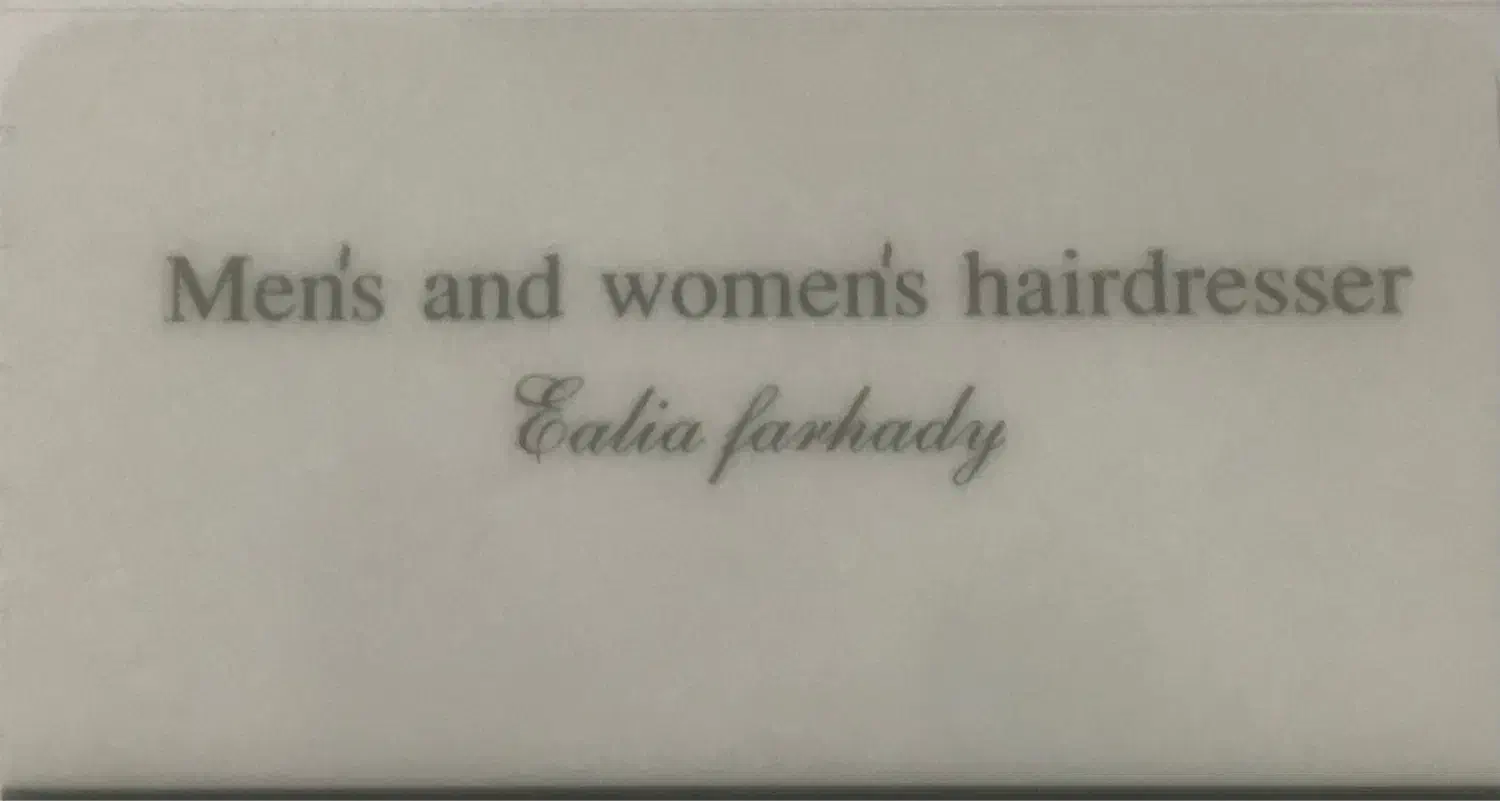 Men's and women's hairdresser
Ealia farhady